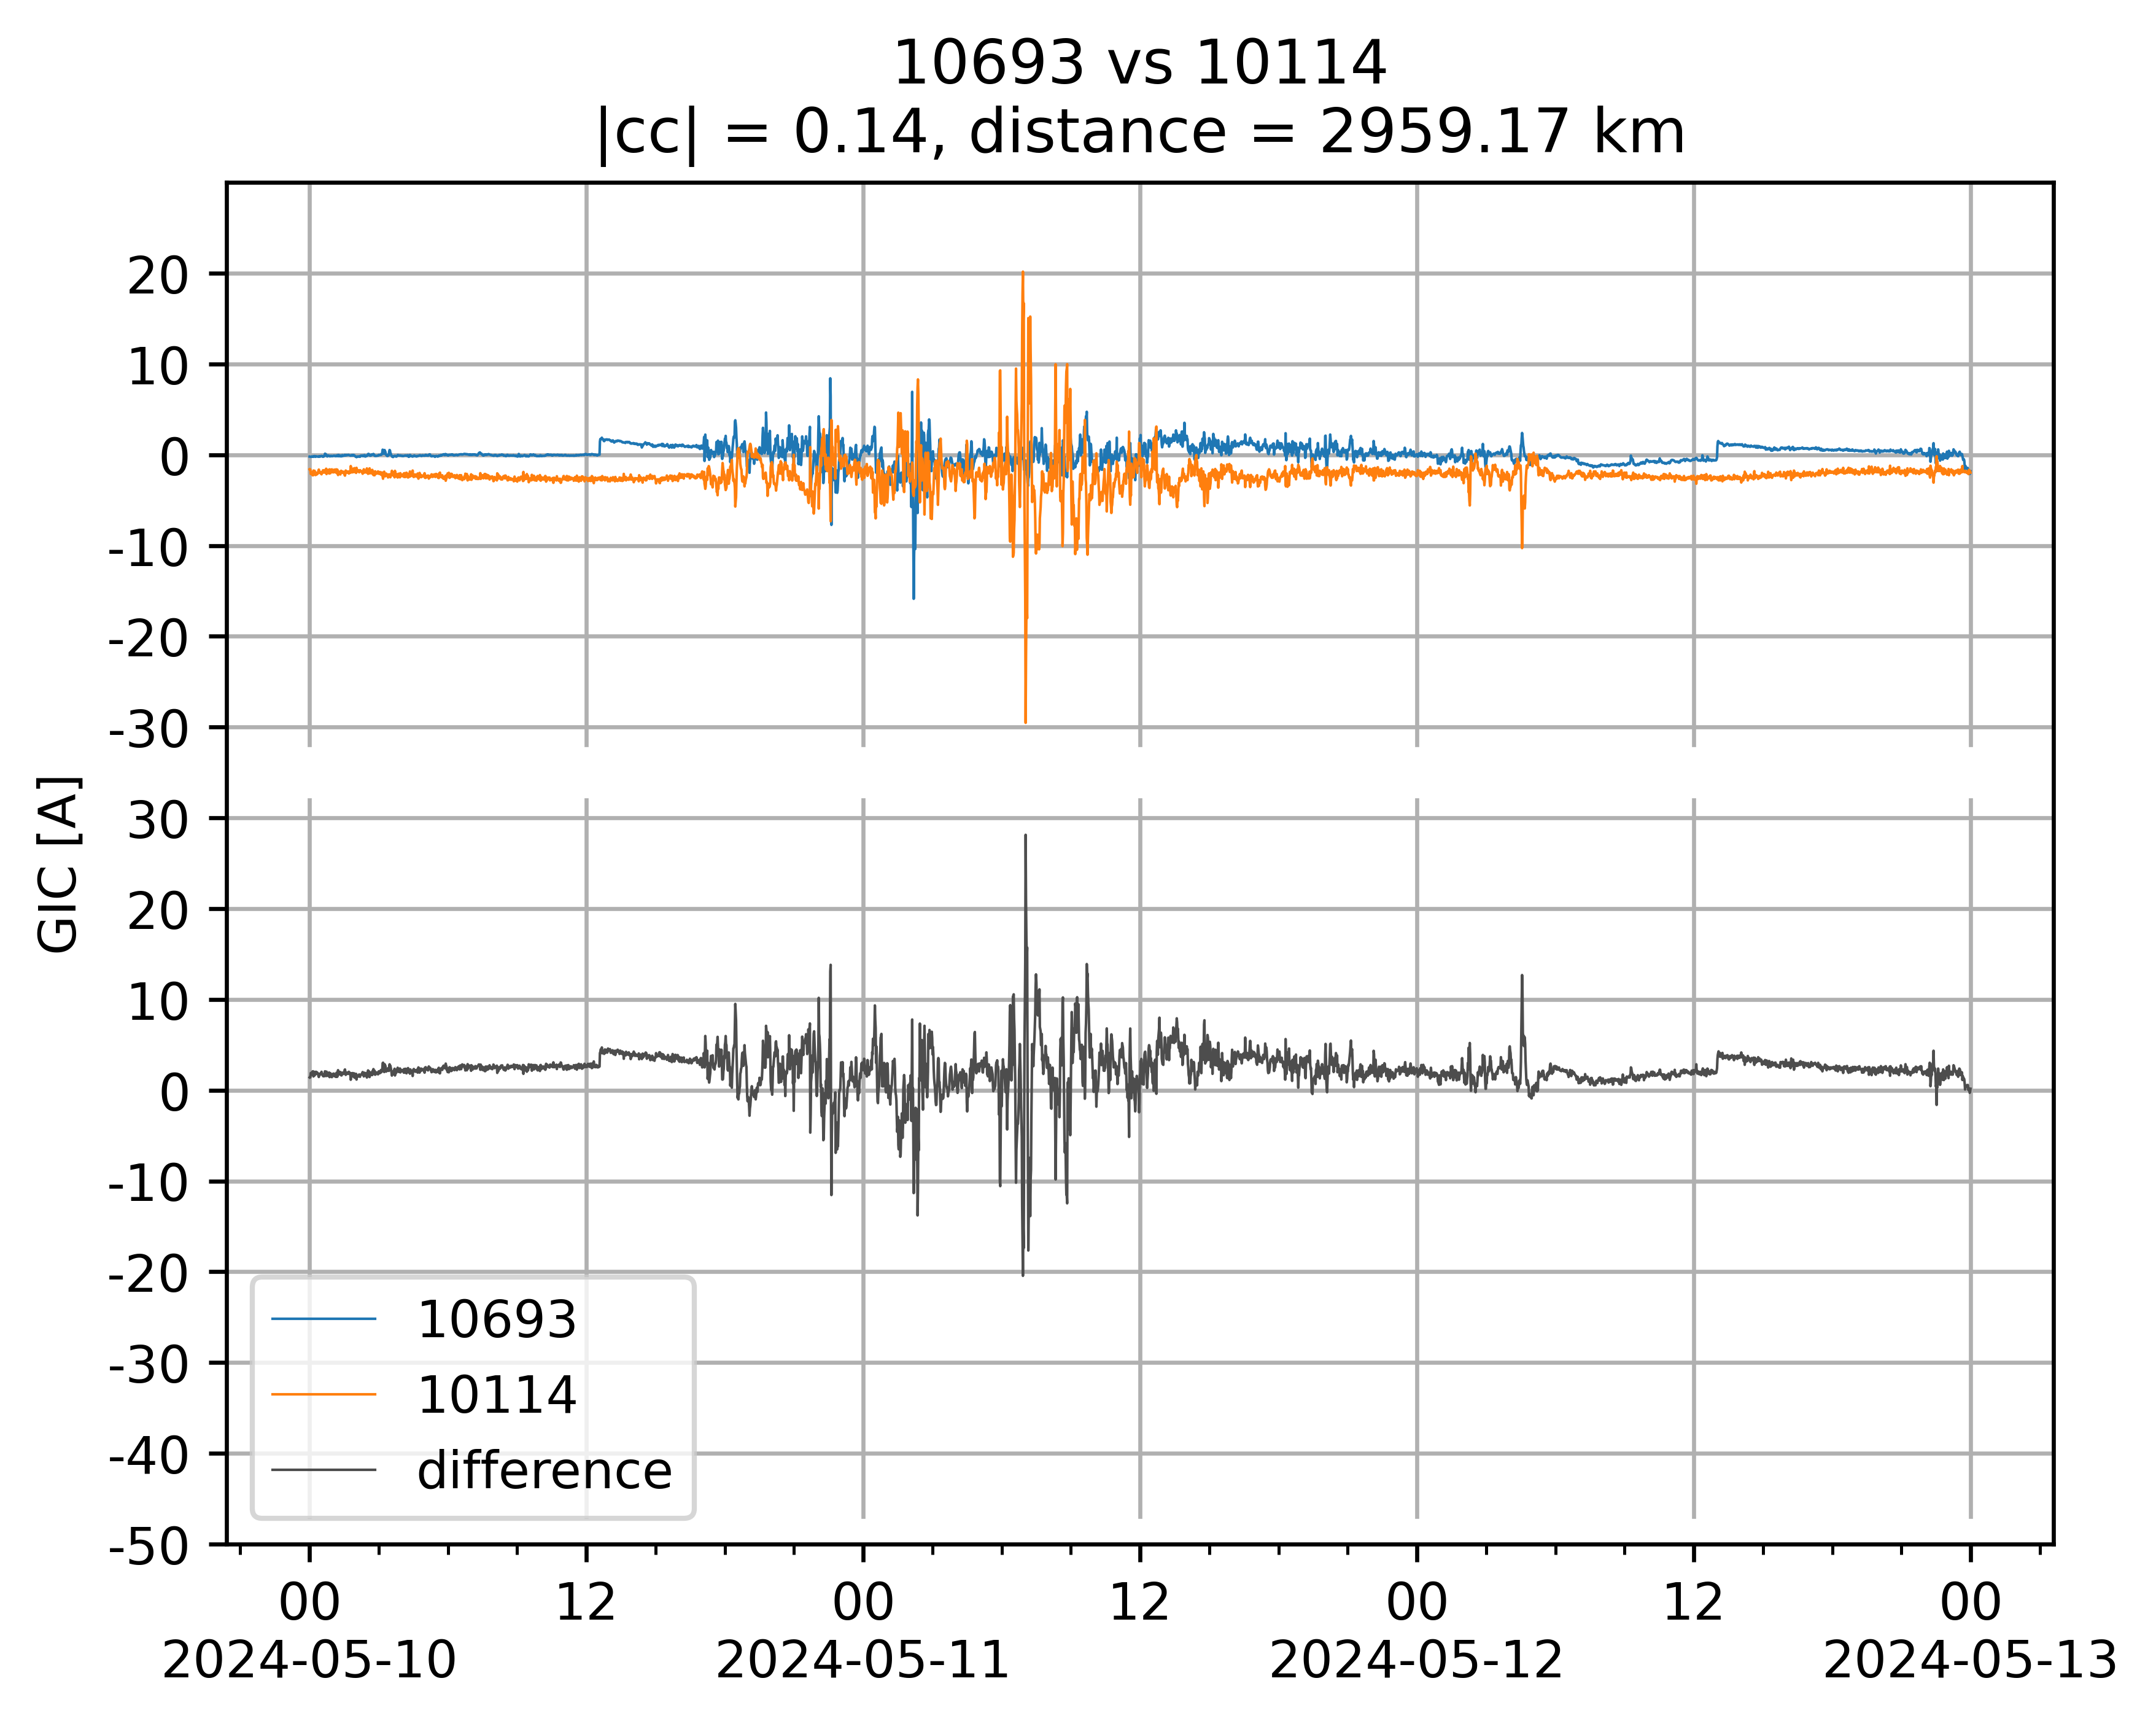 10693 vs 10114
|cc| = 0.14, distance = 2959.17 km
GIC [A]
20
10
0
-10
-20
-30
30
20
10
0
-10
-20
-30
-40
-50
10693
10114
difference
00 12 00 12 00 12 00
2024-05-10 2024-05-11 2024-05-12 2024-05-13